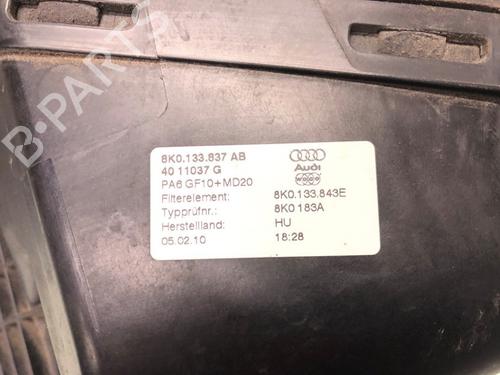 B-PARTS
8K0.133.837 AB
40 11037 G
PA6 GF10+MD20
Audi
Filterelement: 8K0.133.843E
Typprüfnr.: 8K0 183A
Herstelland: HU
05.02.10 18:28